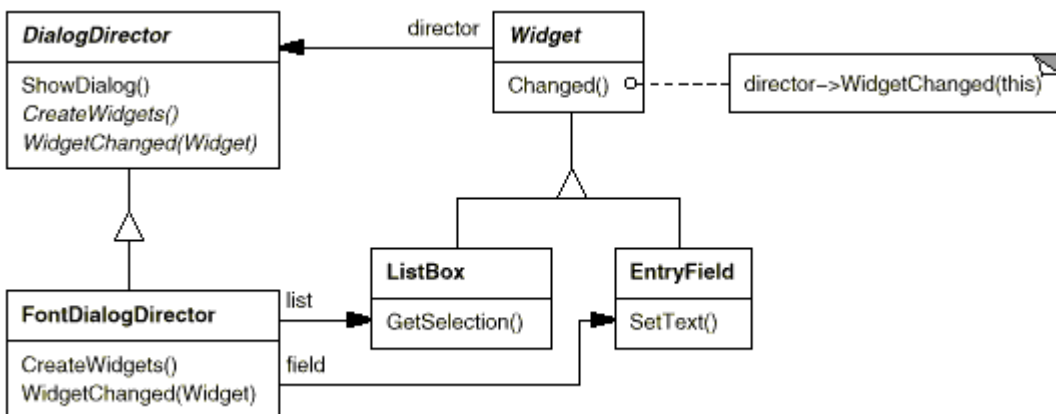 DialogDirector
ShowDialog()
CreateWidgets()
WidgetChanged(Widget)
director
Widget
Changed()
director–>WidgetChanged(this)
ListBox
GetSelection()
EntryField
SetText()
FontDialogDirector
CreateWidgets()
WidgetChanged(Widget)
list
field